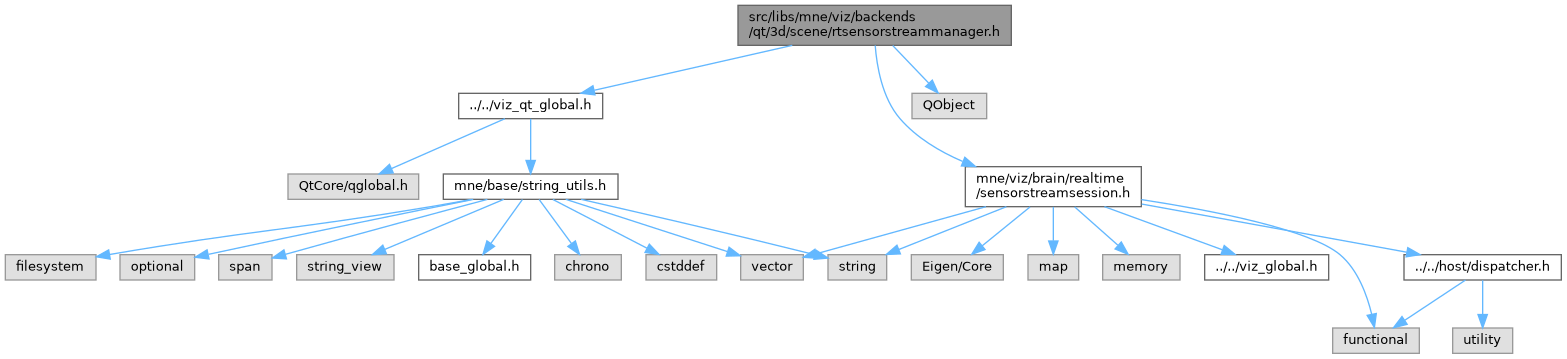 src/libs/mne/viz/backends
/qt/3d/scene/rtsensorstreammanager.h
../../viz_qt_global.h
QObject
QtCore/qglobal.h
mne/base/string_utils.h
mne/viz/brain/realtime
/sensorstreamsession.h
filesystem
optional
span
string_view
base_global.h
chrono
cstddef
vector
string
Eigen/Core
map
memory
../../viz_global.h
../../host/dispatcher.h
functional
utility